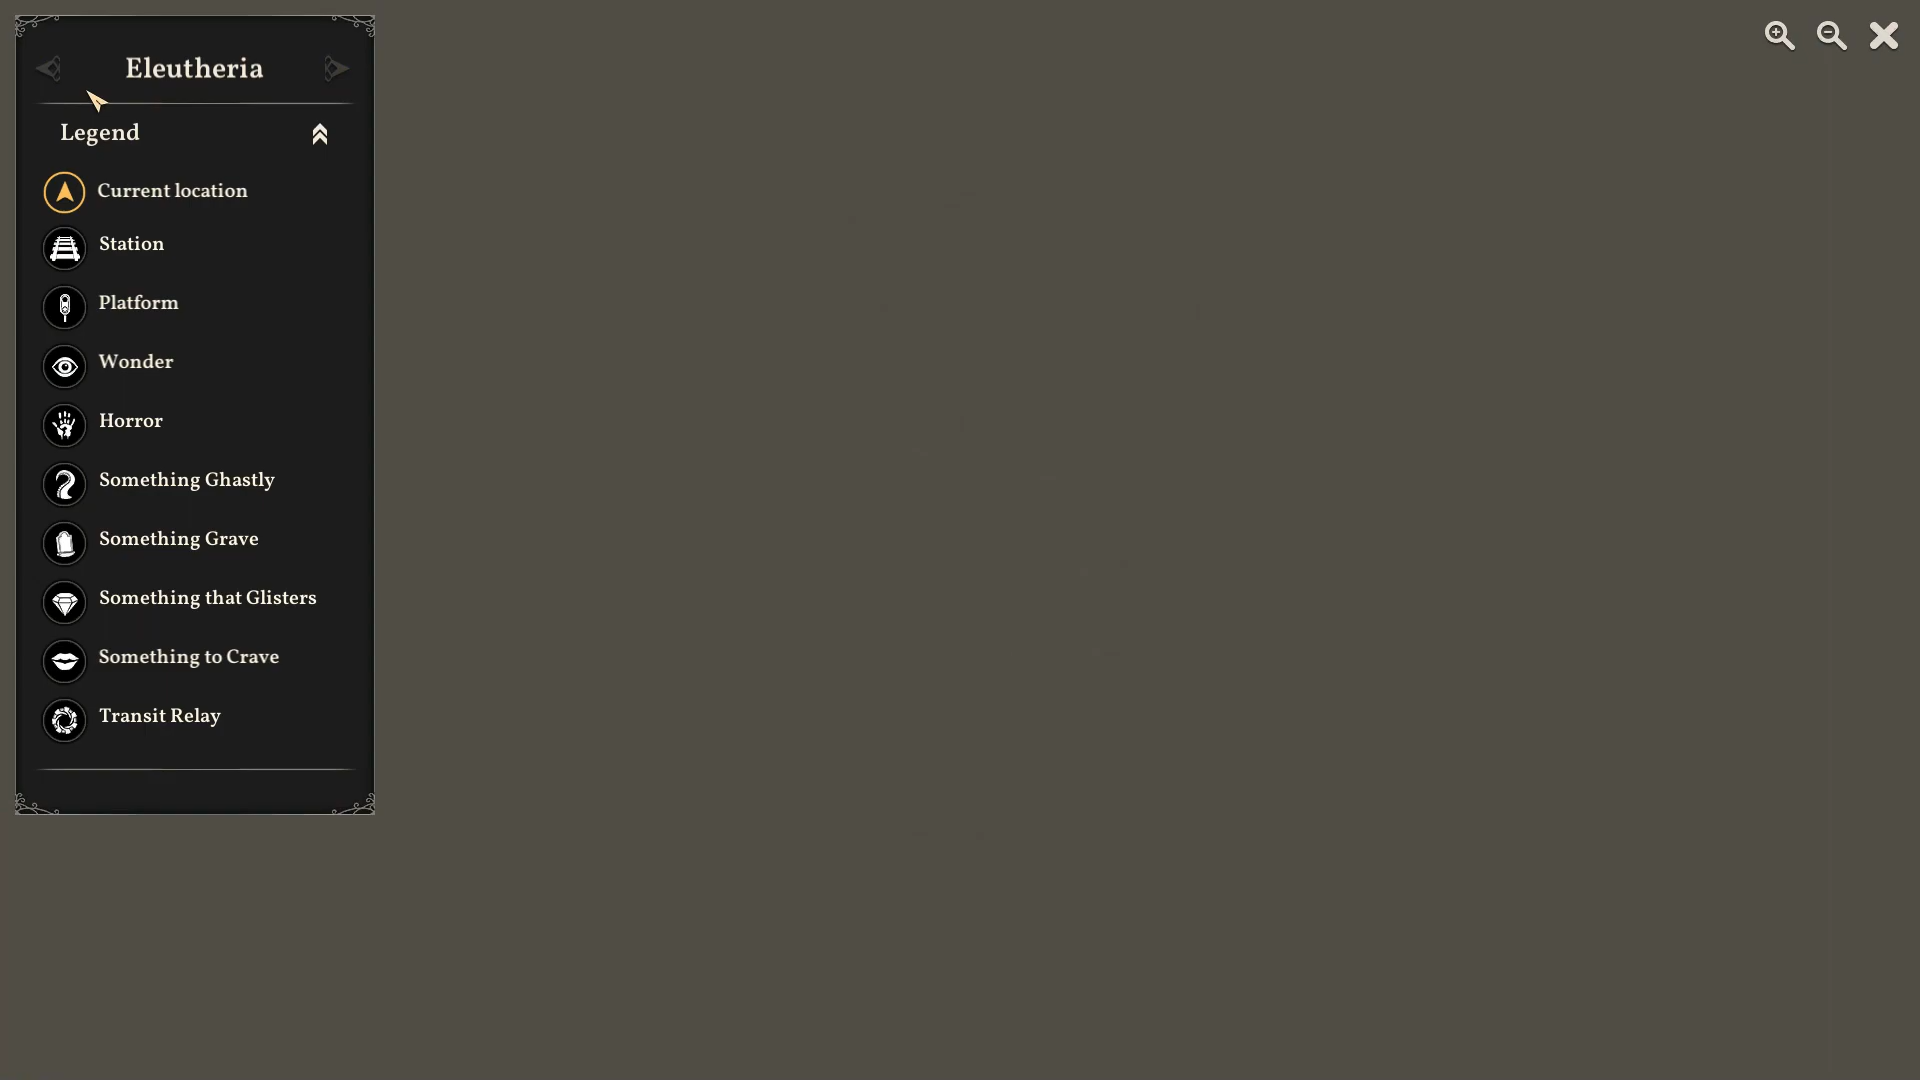 Eleutheria
Legend
Current location
Station
Platform
Wonder
Horror
Something Ghastly
Something Grave
Something that Glisters
Something to Crave
Transit Relay